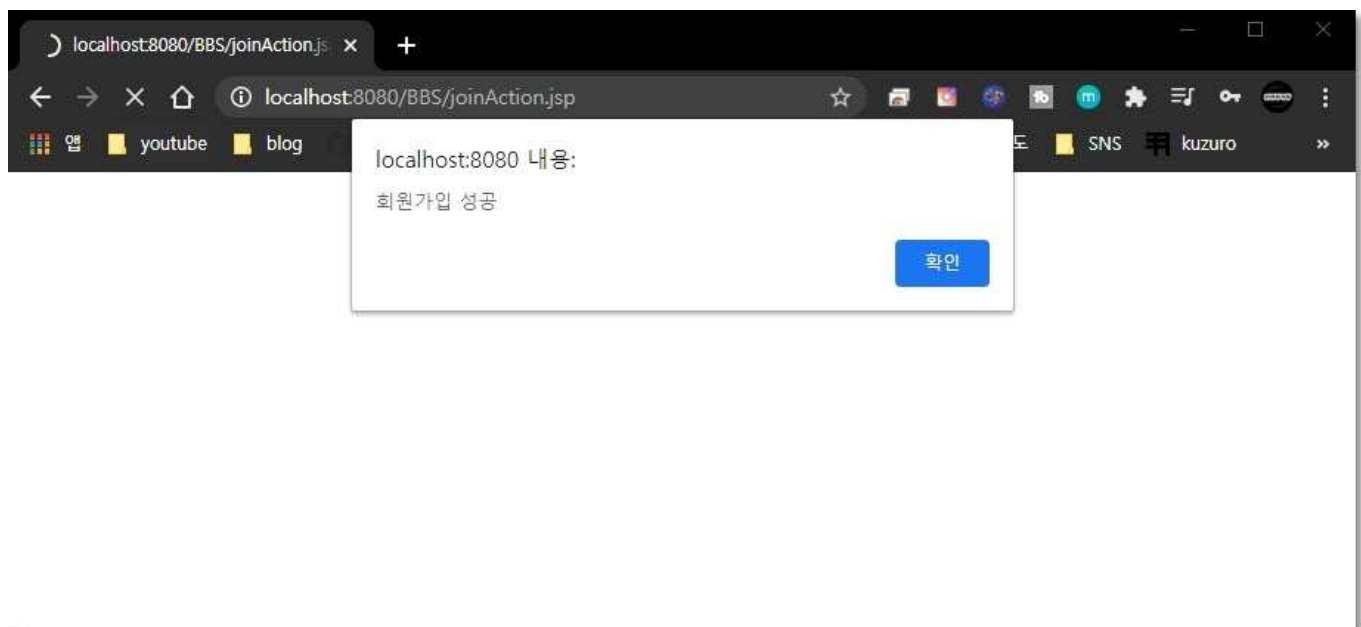 localhost:8080/BBS/joinAction.js
localhost:8080/BBS/joinAction.jsp
앱 youtube blog 도 SNS kuzuro
localhost:8080 내용:
회원가입 성공
확인